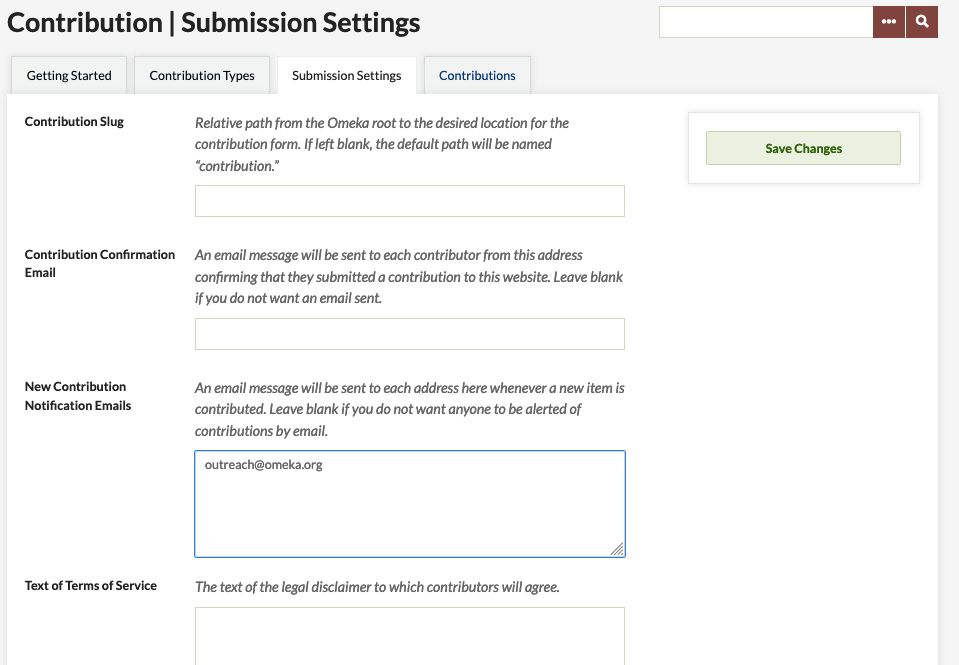 Contribution | Submission Settings
•••
Getting Started
Contribution Types
Submission Settings
Contributions
Contribution Slug
Relative path from the Omeka root to the desired location for the
contribution form. If left blank, the default path will be named
“contribution.”
Save Changes
Contribution Confirmation
Email
An email message will be sent to each contributor from this address
confirming that they submitted a contribution to this website. Leave blank
if you do not want an email sent.
New Contribution
Notification Emails
An email message will be sent to each address here whenever a new item is
contributed. Leave blank if you do not want anyone to be alerted of
contributions by email.
outreach@omeka.org
Text of Terms of Service
The text of the legal disclaimer to which contributors will agree.